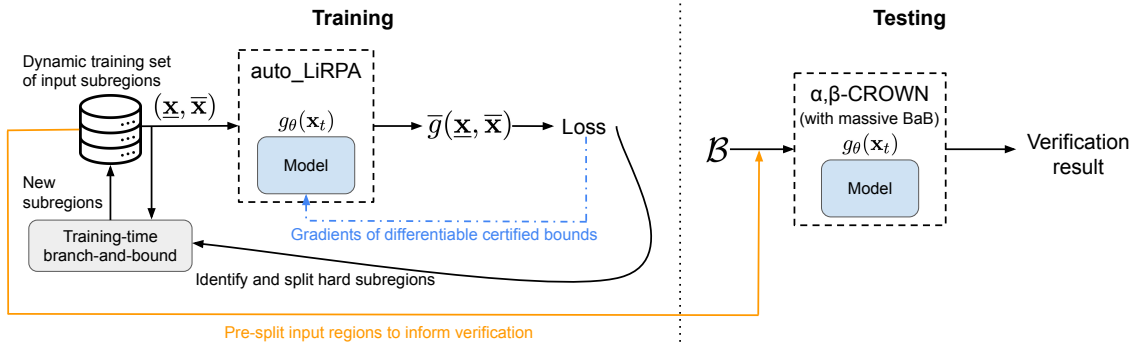 Training
Testing
Dynamic training set
of input subregions
(x̲, x̅)
auto_LiRPA
g_θ(x_t)
Model
g̅(x̲, x̅)
Loss
New
subregions
Training-time
branch-and-bound
Gradients of differentiable certified bounds
Identify and split hard subregions
Pre-split input regions to inform verification
ℬ
α,β-CROWN
(with massive BaB)
g_θ(x_t)
Model
Verification
result